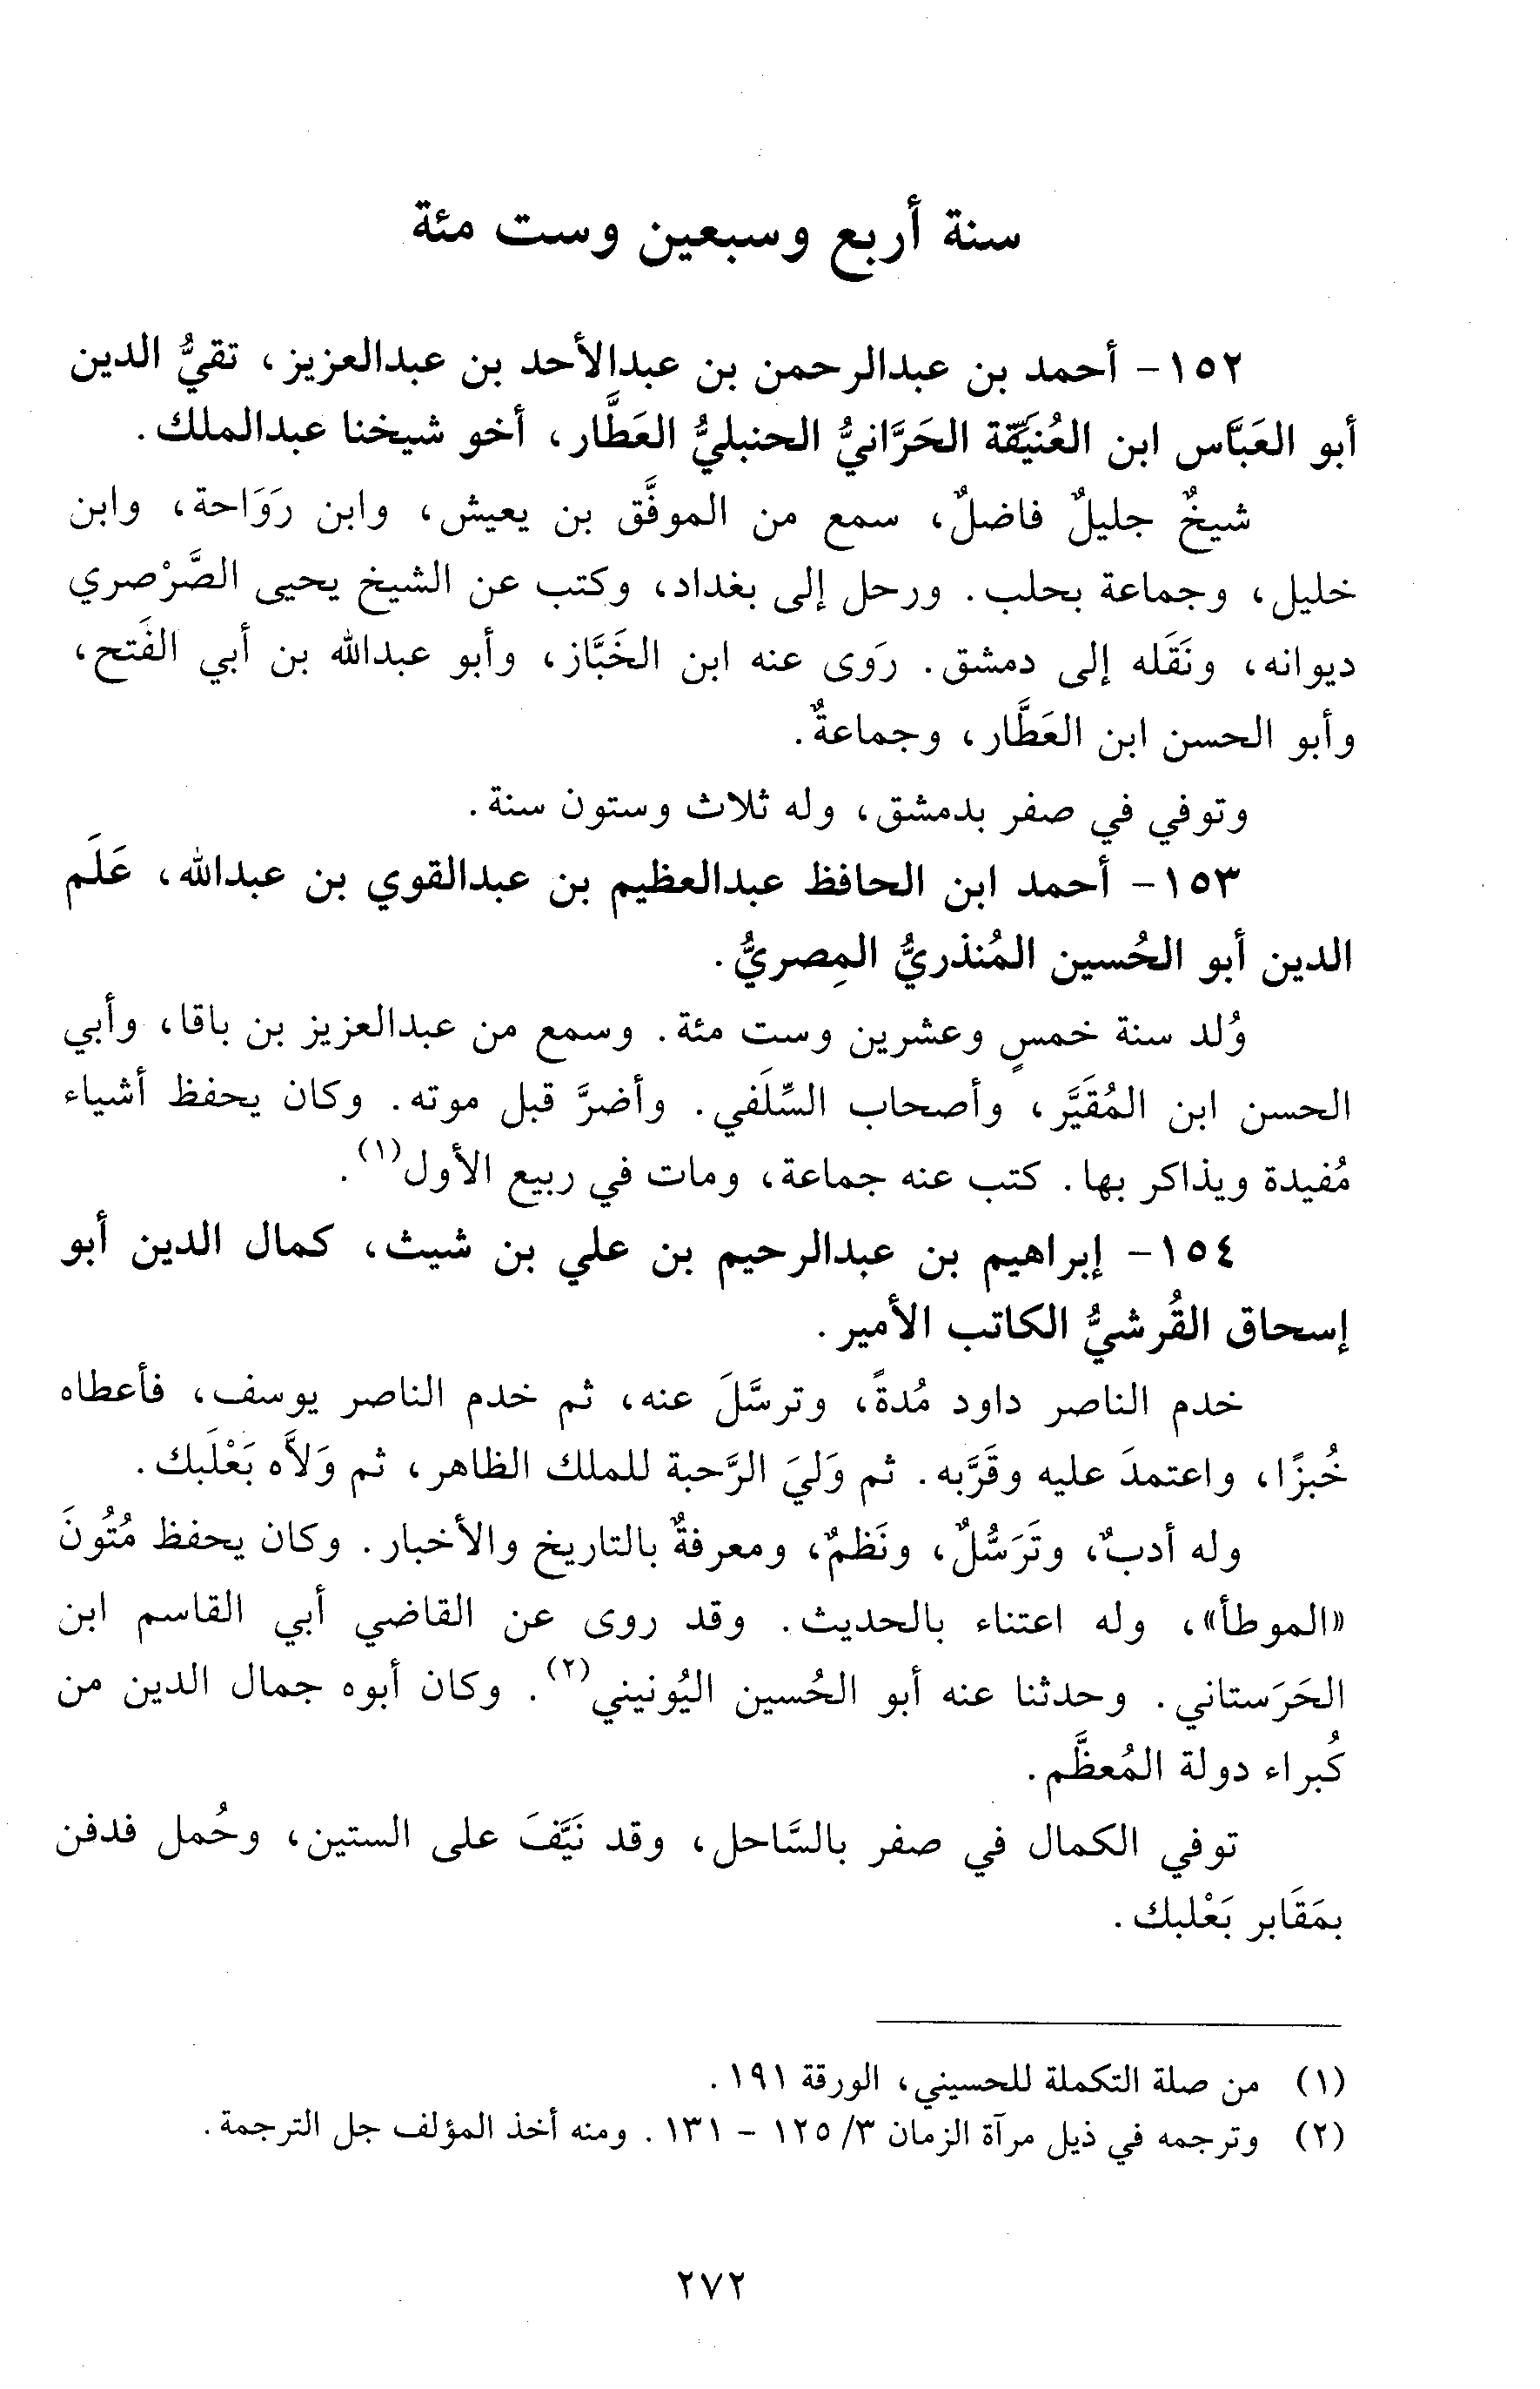 سنة أربع وسبعين وست مئة
١٥٢- أحمد بن عبدالرحمن بن عبدالأحد بن عبدالعزيز، تقيُّ الدين
أبو العَبَّاس ابن العُنَيِّقة الحَرَّانيُّ الحنبليُّ العَطَّار، أخو شيخنا عبدالملك.
شيخٌ جليلٌ فاضلٌ، سمع من الموفَّق بن يعيش، وابن رَوَاحة، وابن
خليل، وجماعة بحلب. ورحل إلى بغداد، وكتب عن الشيخ يحيى الصَّرْصري
ديوانه، ونَقَله إلى دمشق. رَوى عنه ابن الخَبَّاز، وأبو عبدالله بن أبي الفَتح،
وأبو الحسن ابن العَطَّار، وجماعةٌ.
وتوفي في صفر بدمشق، وله ثلاث وستون سنة.
١٥٣- أحمد ابن الحافظ عبدالعظيم بن عبدالقوي بن عبدالله، عَلَم
الدين أبو الحُسين المُنذريُّ المِصريُّ.
وُلد سنة خمسٍ وعشرين وست مئة. وسمع من عبدالعزيز بن باقا، وأبي
الحسن ابن المُقَيَّر، وأصحاب السِّلَفي. وأضرَّ قبل موته. وكان يحفظ أشياء
مُفيدة ويذاكر بها. كتب عنه جماعة، ومات في ربيع الأول(١).
١٥٤- إبراهيم بن عبدالرحيم بن علي بن شيث، كمال الدين أبو
إسحاق القُرشيُّ الكاتب الأمير.
خدم الناصر داود مُدةً، وترسَّلَ عنه، ثم خدم الناصر يوسف، فأعطاه
خُبزًا، واعتمدَ عليه وقَرَّبه. ثم وَليَ الرَّحبة للملك الظاهر، ثم وَلاَّه بَعْلَبك.
وله أدبٌ، وتَرَسُّلٌ، ونَظمٌ، ومعرفةٌ بالتاريخ والأخبار. وكان يحفظ مُتُونَ
«الموطأ»، وله اعتناء بالحديث. وقد روى عن القاضي أبي القاسم ابن
الحَرَستاني. وحدثنا عنه أبو الحُسين اليُونيني(٢). وكان أبوه جمال الدين من
كُبراء دولة المُعظَّم.
توفي الكمال في صفر بالسَّاحل، وقد نَيَّفَ على الستين، وحُمل فدفن
بمَقَابر بَعْلبك.
(١) من صلة التكملة للحسيني، الورقة ١٩١.
(٢) وترجمه في ذيل مرآة الزمان ٣/ ١٢٥ - ١٣١. ومنه أخذ المؤلف جل الترجمة.
٢٧٢